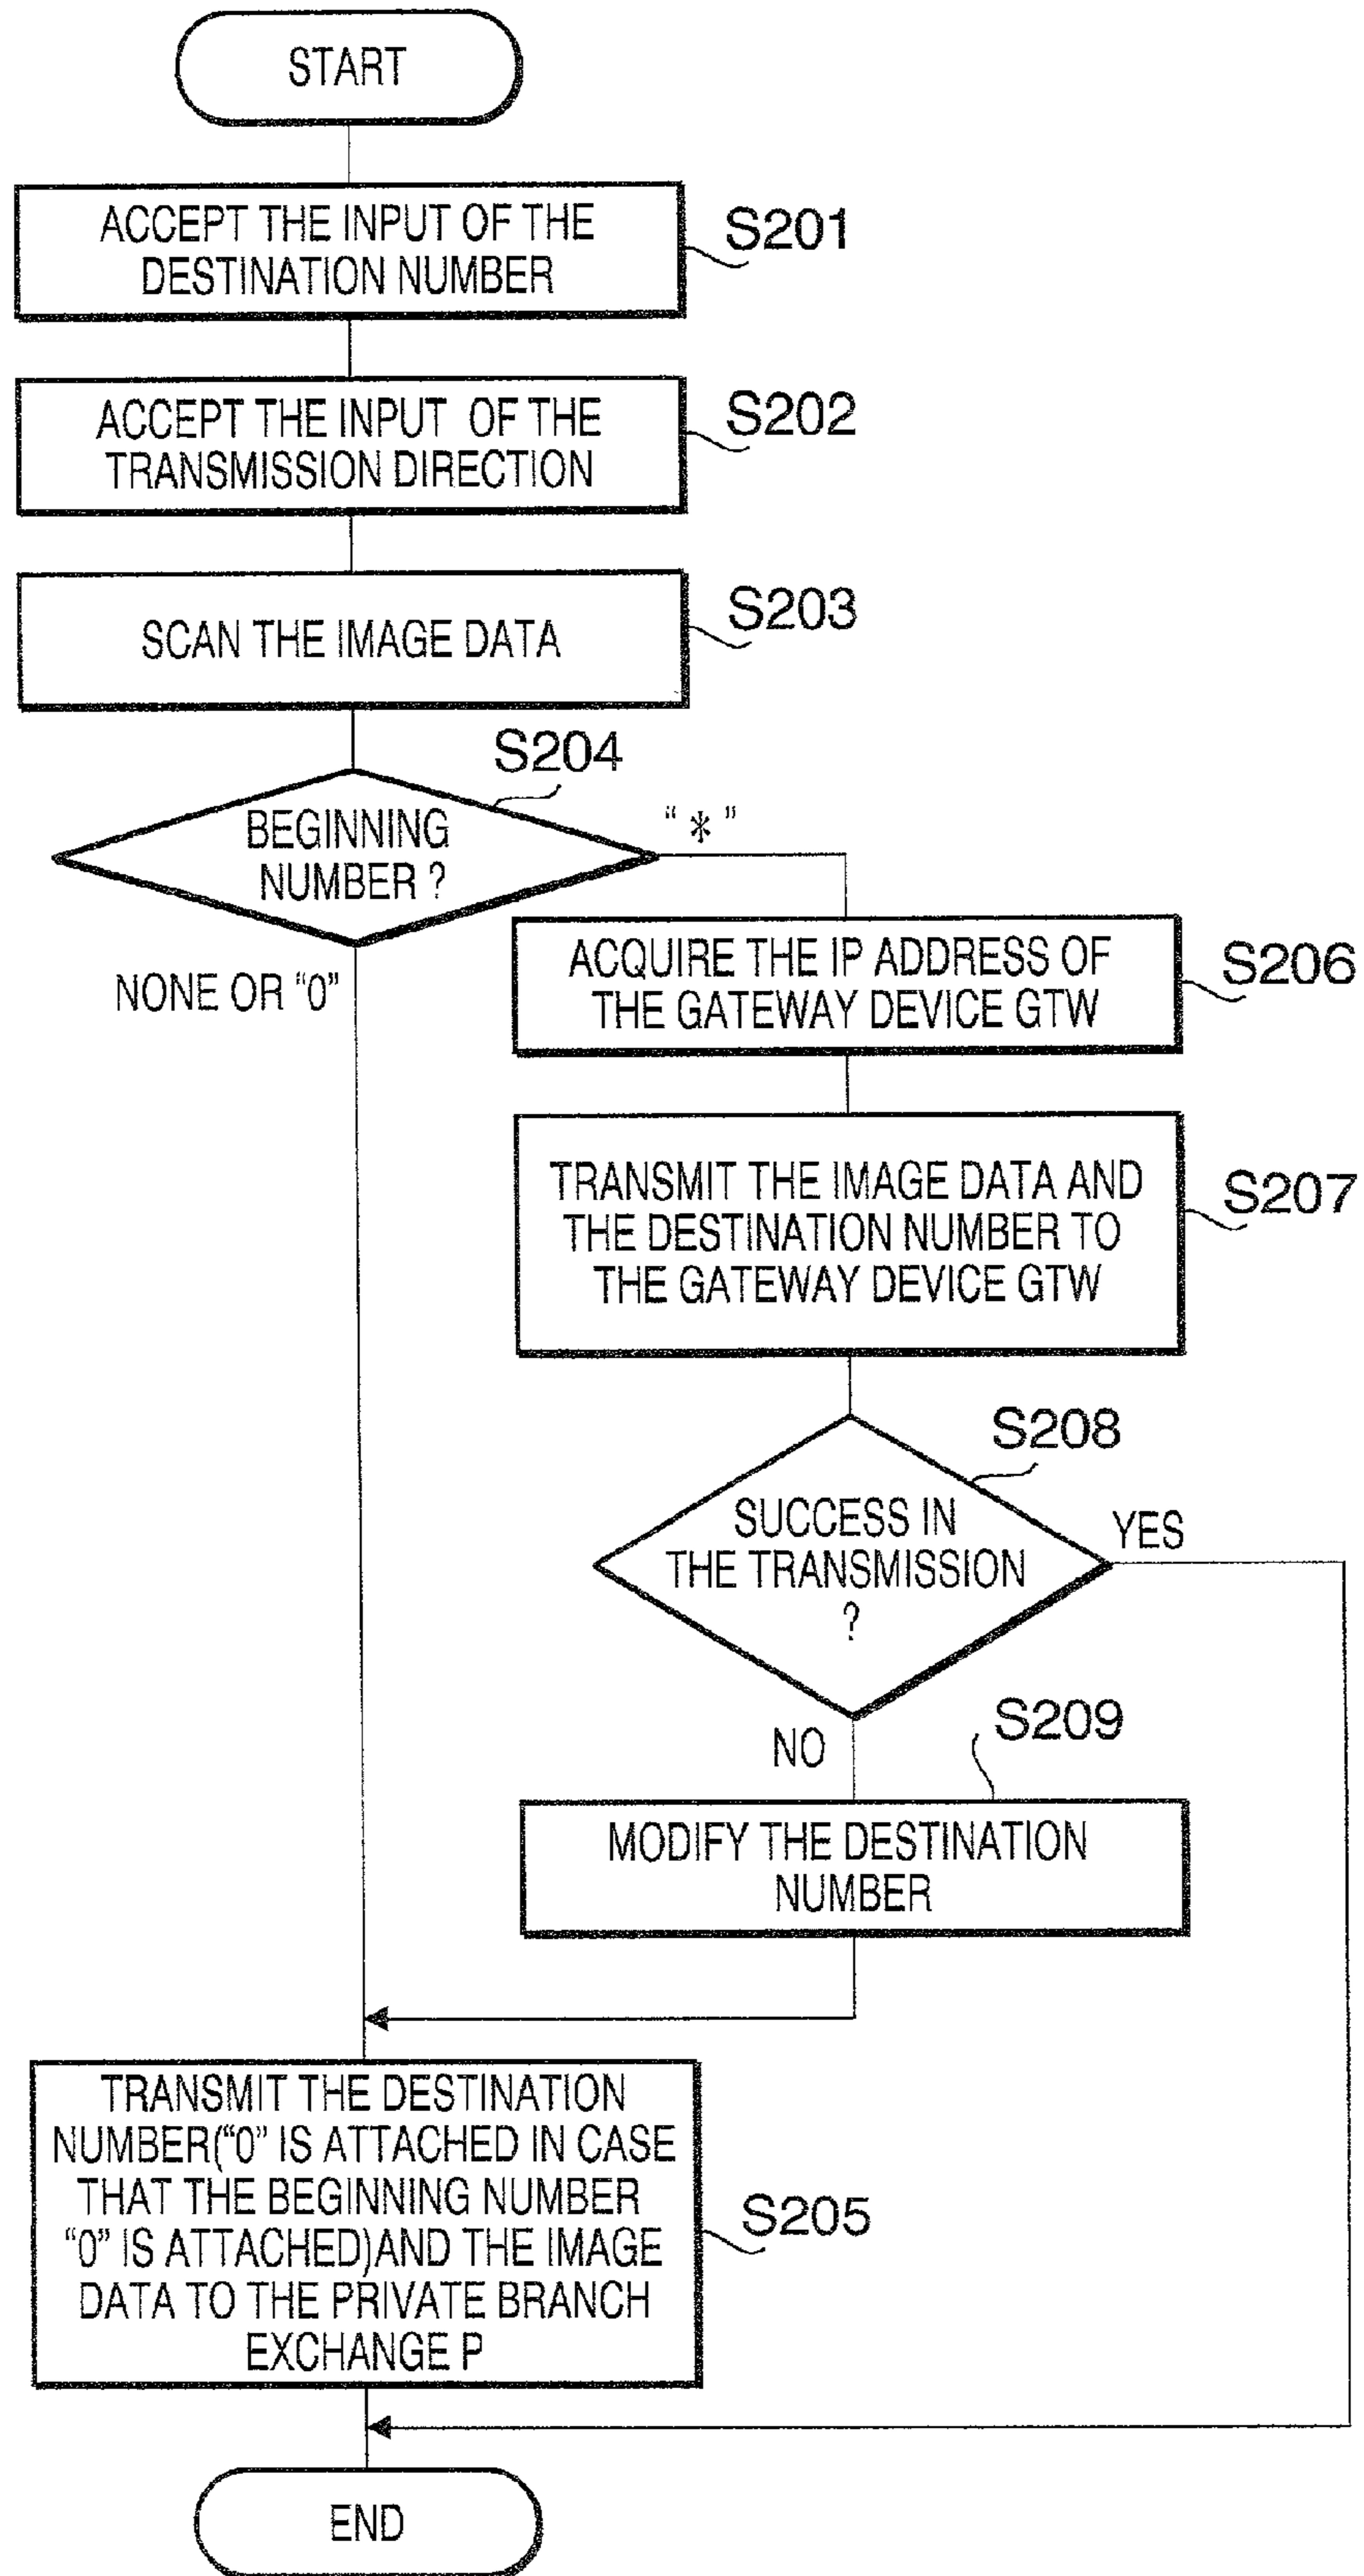 START
ACCEPT THE INPUT OF THE
DESTINATION NUMBER
S201
ACCEPT THE INPUT OF THE
TRANSMISSION DIRECTION
S202
SCAN THE IMAGE DATA
S203
S204
BEGINNING
NUMBER ?
“ * ”
NONE OR “0”
ACQUIRE THE IP ADDRESS OF
THE GATEWAY DEVICE GTW
S206
TRANSMIT THE IMAGE DATA AND
THE DESTINATION NUMBER TO
THE GATEWAY DEVICE GTW
S207
S208
SUCCESS IN
THE TRANSMISSION
?
YES
NO
S209
MODIFY THE DESTINATION
NUMBER
TRANSMIT THE DESTINATION
NUMBER(“0” IS ATTACHED IN CASE
THAT THE BEGINNING NUMBER
“0” IS ATTACHED)AND THE IMAGE
DATA TO THE PRIVATE BRANCH
EXCHANGE P
S205
END